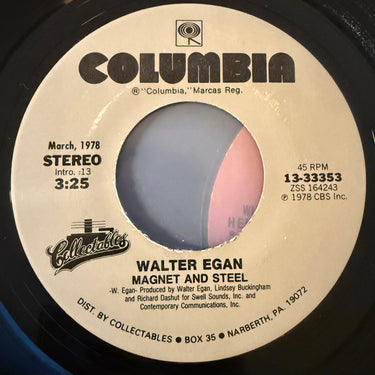 COLUMBIA
® "Columbia", Marcas Reg.
March, 1978
STEREO
Intro. :13
3:25
45 RPM
13-33353
ZSS 164243
℗ 1978 CBS Inc.
Collectables
WALTER EGAN
MAGNET AND STEEL
-W. Egan- Produced by Walter Egan, Lindsey Buckingham
and Richard Dashut for Swell Sounds, Inc. and
Contemporary Communications, Inc.
DIST. BY COLLECTABLES • BOX 35 • NARBERTH, PA. 19072